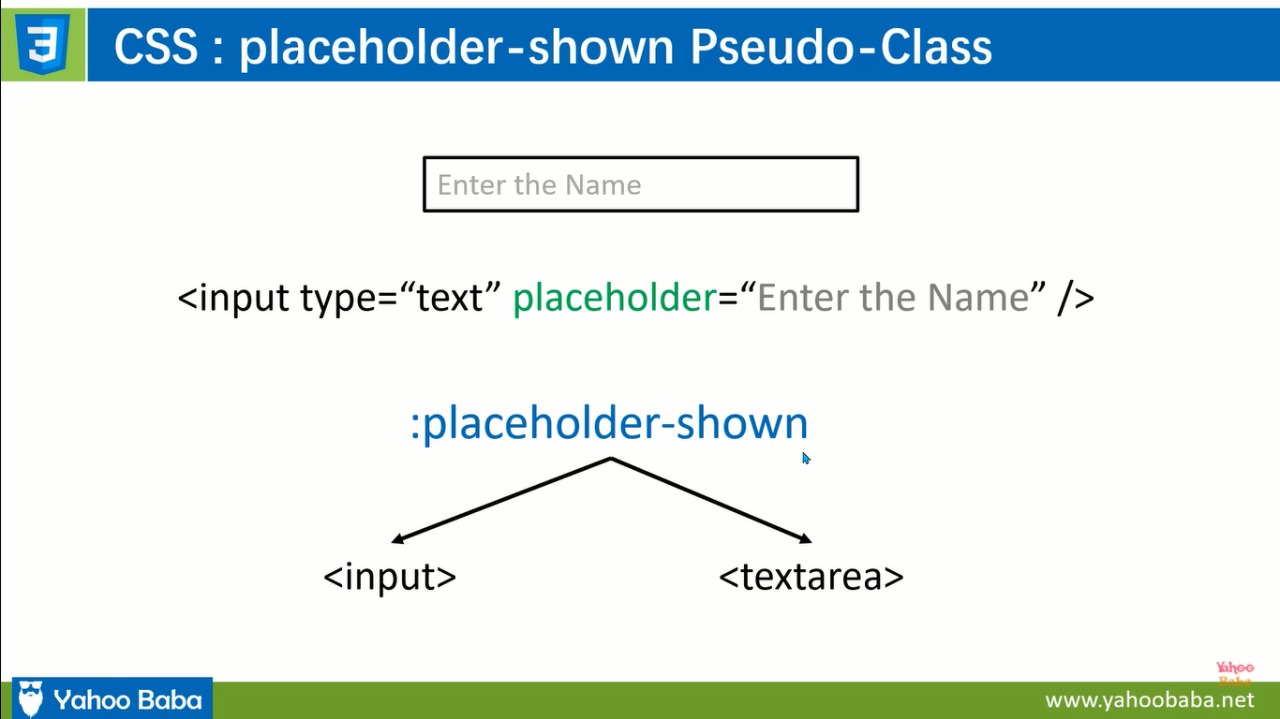 CSS : placeholder-shown Pseudo-Class
Enter the Name
<input type=“text” placeholder=“Enter the Name” />
:placeholder-shown
<input> <textarea>
Yahoo
Baba
Yahoo Baba
www.yahoobaba.net